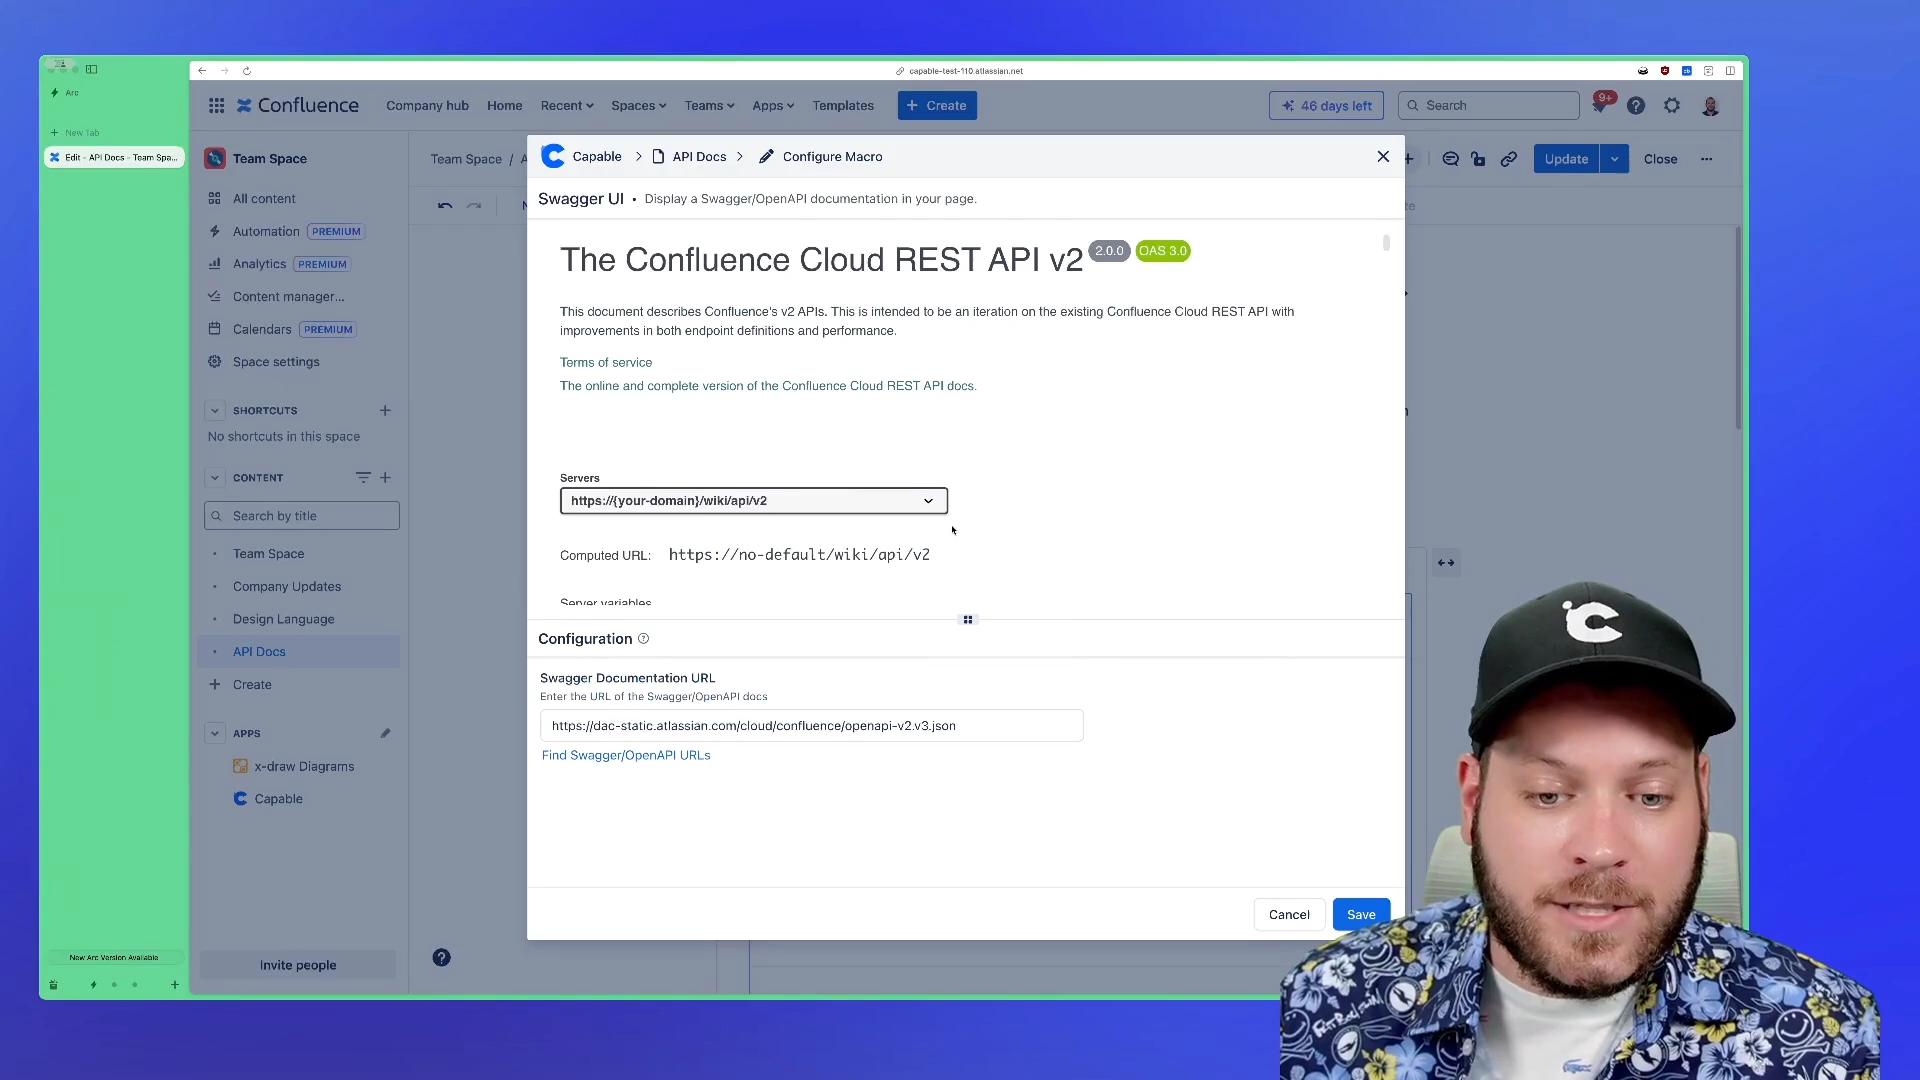 capable-test-110.atlassian.net
Arc
New Tab
Edit - API Docs - Team Spa...
Confluence
Company hub
Home
Recent
Spaces
Teams
Apps
Templates
Create
46 days left
Search
9+
Team Space
All content
Automation PREMIUM
Analytics PREMIUM
Content manager...
Calendars PREMIUM
Space settings
SHORTCUTS
No shortcuts in this space
CONTENT
Search by title
Team Space
Company Updates
Design Language
API Docs
Create
APPS
x-draw Diagrams
Capable
Invite people
New Arc Version Available
Team Space / A
Update
Close
Capable > API Docs > Configure Macro
Swagger UI • Display a Swagger/OpenAPI documentation in your page.
The Confluence Cloud REST API v2 2.0.0 OAS 3.0
This document describes Confluence's v2 APIs. This is intended to be an iteration on the existing Confluence Cloud REST API with
improvements in both endpoint definitions and performance.
Terms of service
The online and complete version of the Confluence Cloud REST API docs.
Servers
https://{your-domain}/wiki/api/v2
Computed URL: https://no-default/wiki/api/v2
Server variables
Configuration
Swagger Documentation URL
Enter the URL of the Swagger/OpenAPI docs
https://dac-static.atlassian.com/cloud/confluence/openapi-v2.v3.json
Find Swagger/OpenAPI URLs
Cancel
Save